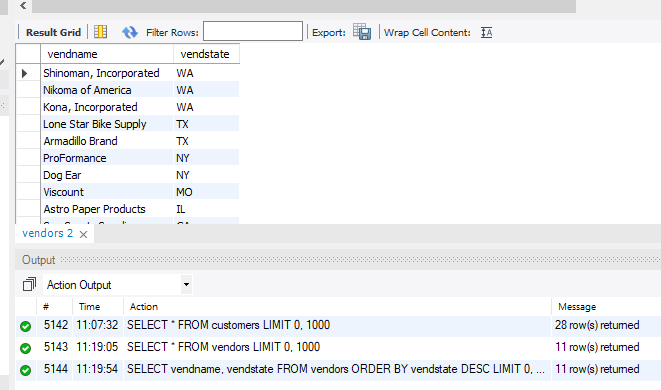 Result Grid Filter Rows: Export: Wrap Cell Content:
vendname vendstate
Shinoman, Incorporated WA
Nikoma of America WA
Kona, Incorporated WA
Lone Star Bike Supply TX
Armadillo Brand TX
ProFormance NY
Dog Ear NY
Viscount MO
Astro Paper Products IL
vendors 2
Output
Action Output
# Time Action Message
5142 11:07:32 SELECT * FROM customers LIMIT 0, 1000 28 row(s) returned
5143 11:19:05 SELECT * FROM vendors LIMIT 0, 1000 11 row(s) returned
5144 11:19:54 SELECT vendname, vendstate FROM vendors ORDER BY vendstate DESC LIMIT 0, ... 11 row(s) returned